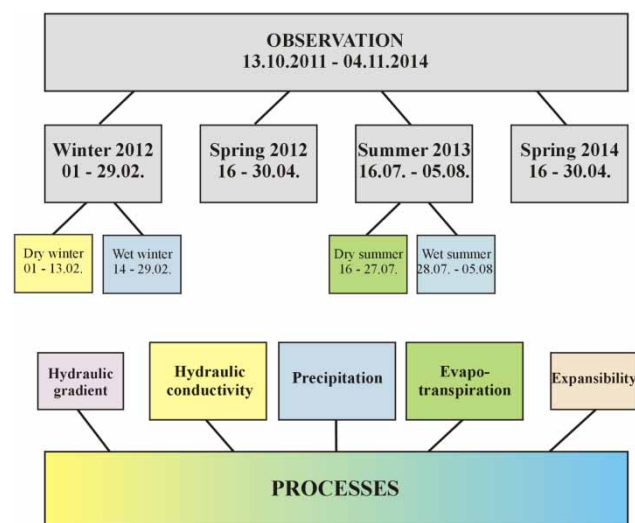 OBSERVATION
13.10.2011 - 04.11.2014
Winter 2012
01 - 29.02.
Spring 2012
16 - 30.04.
Summer 2013
16.07. - 05.08.
Spring 2014
16 - 30.04.
Dry winter
01 - 13.02.
Wet winter
14 - 29.02.
Dry summer
16 - 27.07.
Wet summer
28.07. - 05.08
Hydraulic
gradient
Hydraulic
conductivity
Precipitation
Evapo-
transpiration
Expansibility
PROCESSES